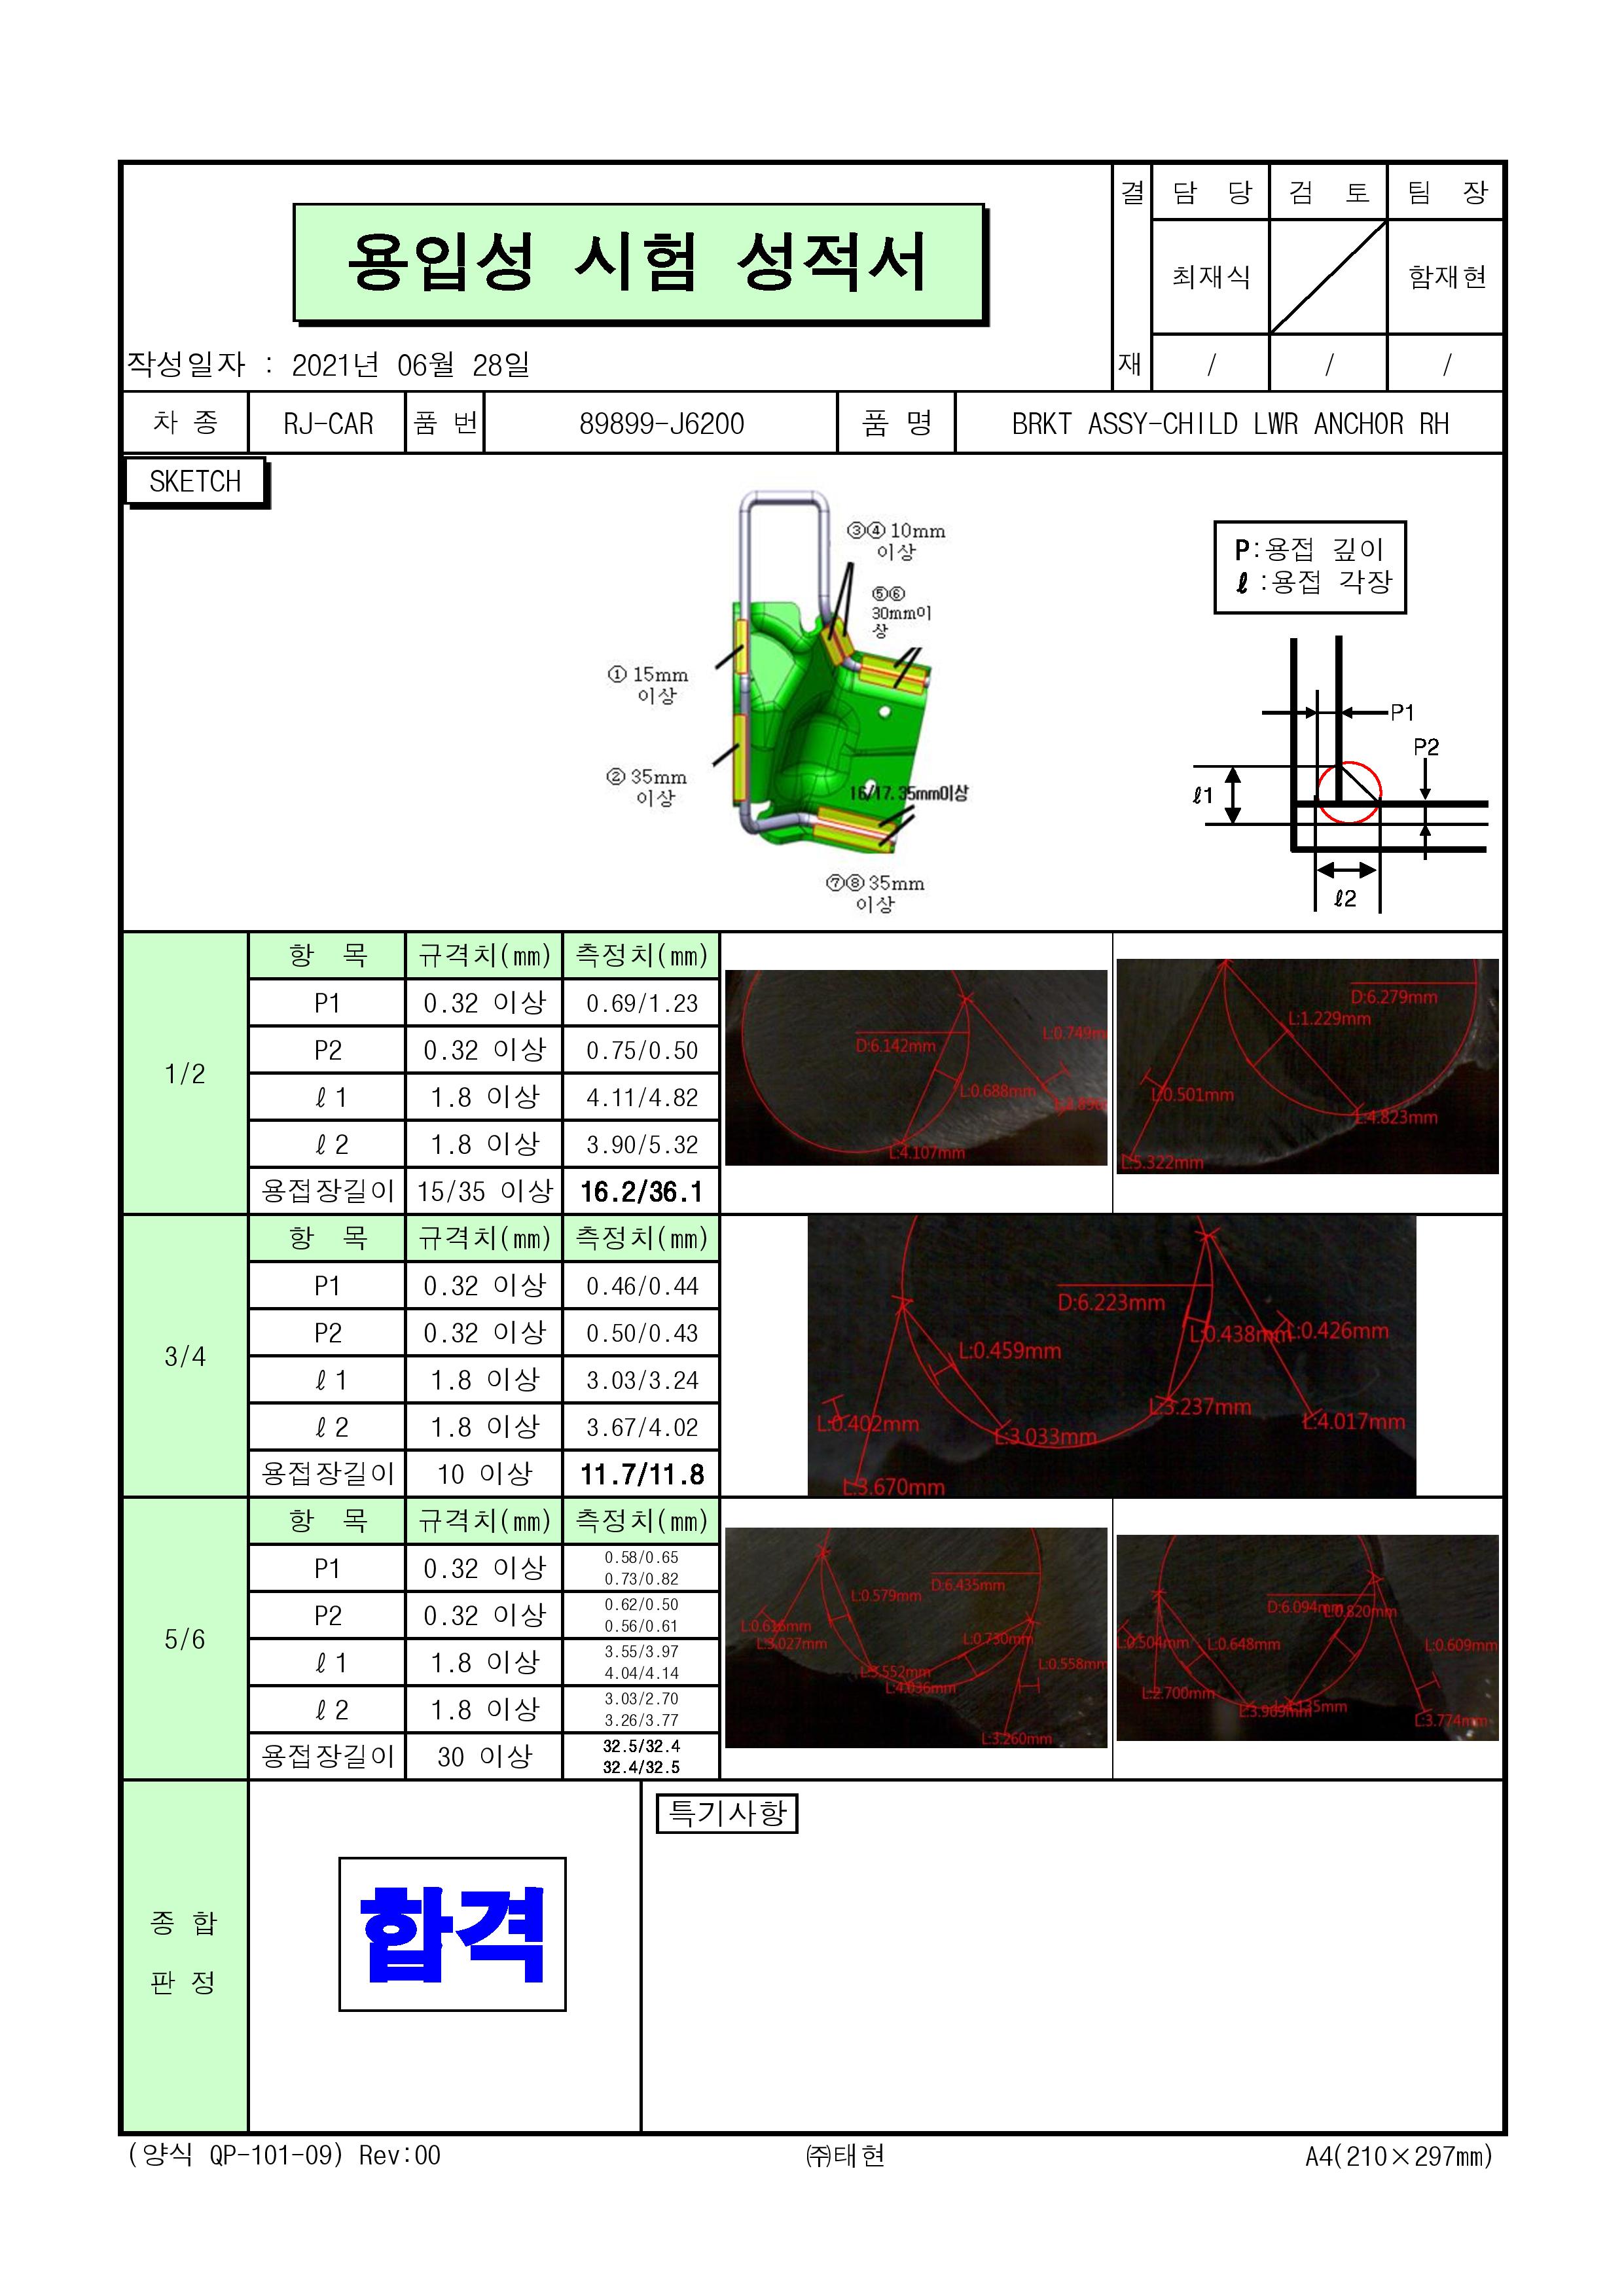 용입성 시험 성적서
결 재
담 당 검 토 팀 장
최재식 함재현
/ / /
작성일자 : 2021년 06월 28일
차 종 RJ-CAR 품 번 89899-J6200 품 명 BRKT ASSY-CHILD LWR ANCHOR RH
SKETCH
③④ 10mm
이상
⑤⑥
30mm이
상
① 15mm
이상
② 35mm
이상
16/17. 35mm이상
⑦⑧ 35mm
이상
P:용접 깊이
ℓ :용접 각장
P1
P2
ℓ1
ℓ2
1/2
항 목 규격치(㎜) 측정치(㎜)
P1 0.32 이상 0.69/1.23
P2 0.32 이상 0.75/0.50
ℓ1 1.8 이상 4.11/4.82
ℓ2 1.8 이상 3.90/5.32
용접장길이 15/35 이상 16.2/36.1
D:6.142mm
L:0.749m
L:0.688mm
L:4.107mm
D:6.279mm
L:1.229mm
L:0.501mm
L:4.823mm
L:5.322mm
3/4
항 목 규격치(㎜) 측정치(㎜)
P1 0.32 이상 0.46/0.44
P2 0.32 이상 0.50/0.43
ℓ1 1.8 이상 3.03/3.24
ℓ2 1.8 이상 3.67/4.02
용접장길이 10 이상 11.7/11.8
D:6.223mm
L:0.438mm
L:0.426mm
L:0.459mm
L:0.402mm
L:3.237mm
L:4.017mm
L:3.033mm
L:3.670mm
5/6
항 목 규격치(㎜) 측정치(㎜)
P1 0.32 이상 0.58/0.65
0.73/0.82
P2 0.32 이상 0.62/0.50
0.56/0.61
ℓ1 1.8 이상 3.55/3.97
4.04/4.14
ℓ2 1.8 이상 3.03/2.70
3.26/3.77
용접장길이 30 이상 32.5/32.4
32.4/32.5
D:6.435mm
L:0.579mm
L:0.616mm
L:3.027mm
L:0.730mm
L:0.558mm
L:3.552mm
L:4.036mm
L:3.260mm
D:6.094mm
L:0.820mm
L:0.504mm
L:0.648mm
L:0.609mm
L:2.700mm
L:3.774mm
종 합
판 정
합격
특기사항
(양식 QP-101-09) Rev:00 ㈜태현 A4(210×297㎜)